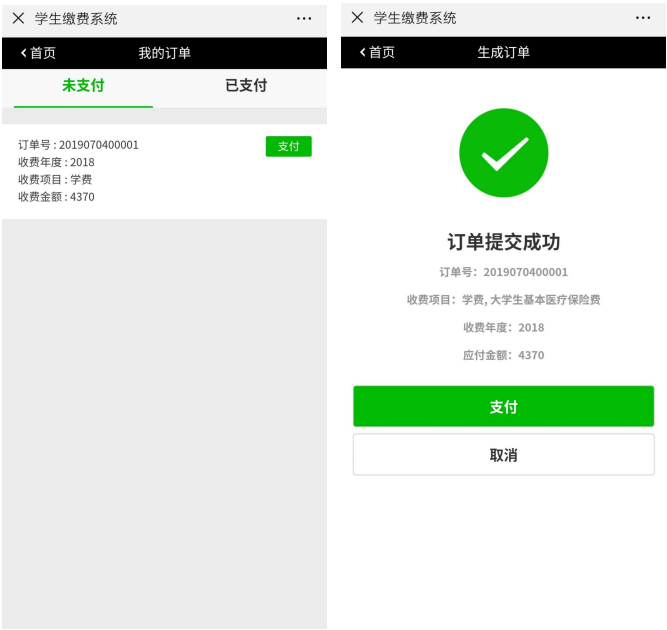 学生缴费系统
首页 我的订单
未支付 已支付
订单号 : 2019070400001 支付
收费年度 : 2018
收费项目 : 学费
收费金额 : 4370
学生缴费系统
首页 生成订单
订单提交成功
订单号：2019070400001
收费项目：学费, 大学生基本医疗保险费
收费年度：2018
应付金额：4370
支付
取消